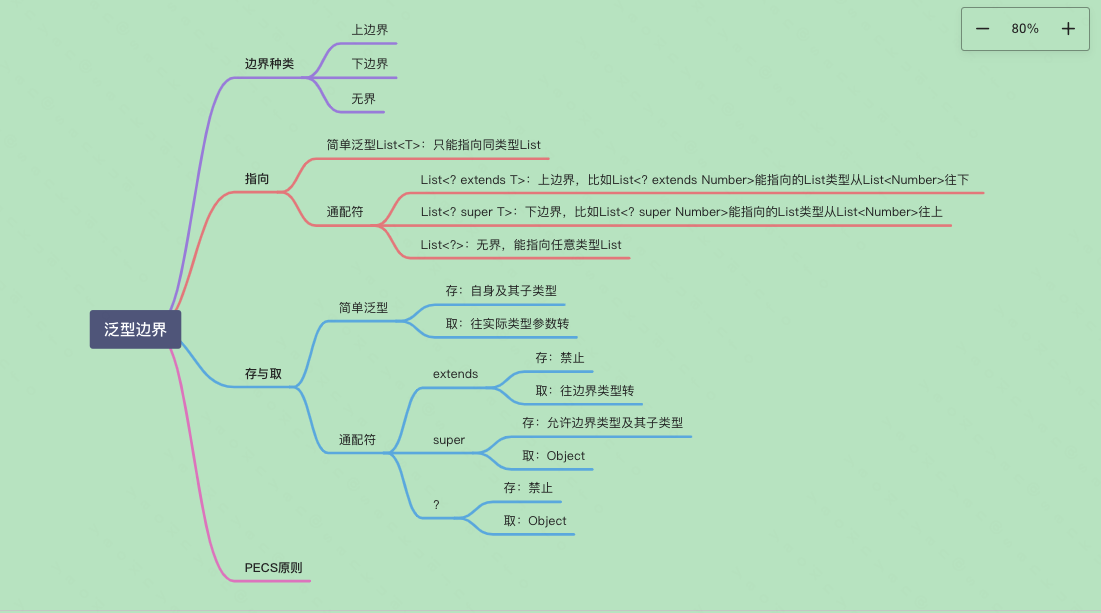 80%
上边界
边界种类
下边界
无界
简单泛型List<T>：只能指向同类型List
指向
List<? extends T>：上边界，比如List<? extends Number>能指向的List类型从List<Number>往下
通配符
List<? super T>：下边界，比如List<? super Number>能指向的List类型从List<Number>往上
List<?>：无界，能指向任意类型List
泛型边界
存：自身及其子类型
简单泛型
取：往实际类型参数转
存与取
存：禁止
extends
取：往边界类型转
通配符
存：允许边界类型及其子类型
super
取：Object
存：禁止
?
取：Object
PECS原则